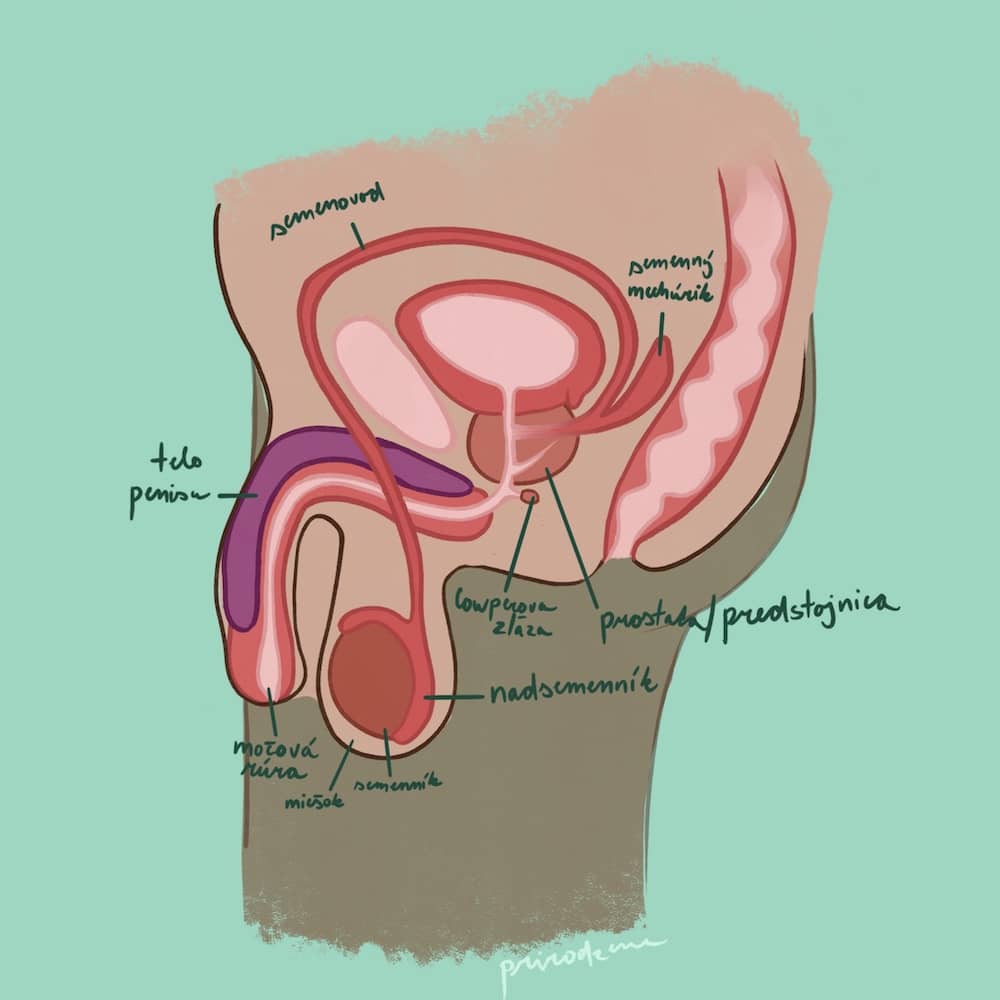 semenovod
semenný
mechúrik
telo
penisu
Cowperova
žľaza
prostata/predstojnica
nadsemenník
močová
rúra
miešok
semenník
prirodzene